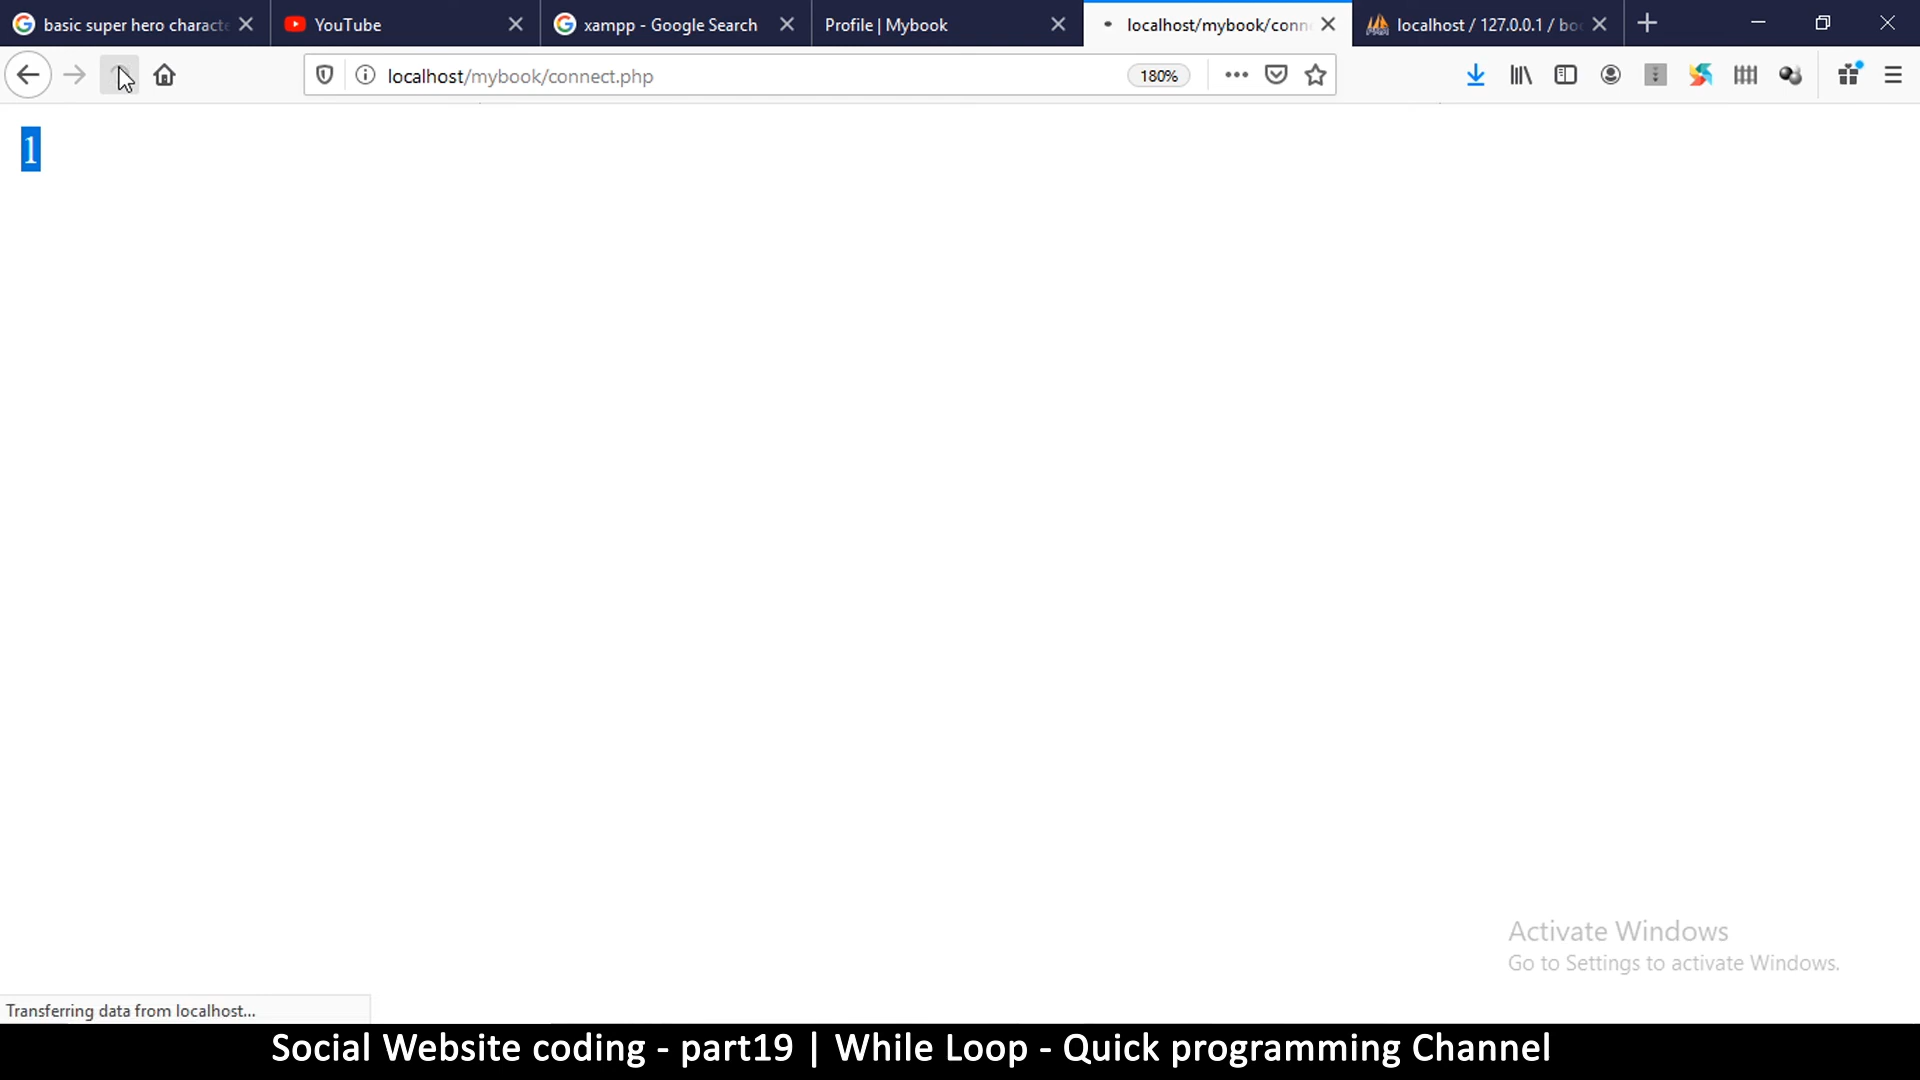 basic super hero characte
YouTube
xampp - Google Search
Profile | Mybook
localhost/mybook/conn
localhost / 127.0.0.1 / bo
localhost/mybook/connect.php
180%
1
Activate Windows
Go to Settings to activate Windows.
Transferring data from localhost...
Social Website coding - part19 | While Loop - Quick programming Channel